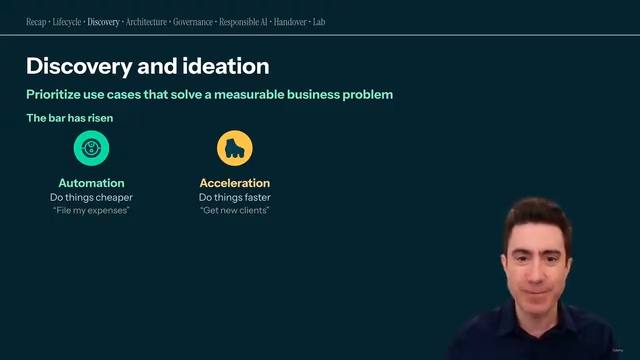 Recap • Lifecycle • Discovery • Architecture • Governance • Responsible AI • Handover • Lab
Discovery and ideation
Prioritize use cases that solve a measurable business problem
The bar has risen
Automation
Do things cheaper
“File my expenses”
Acceleration
Do things faster
“Get new clients”